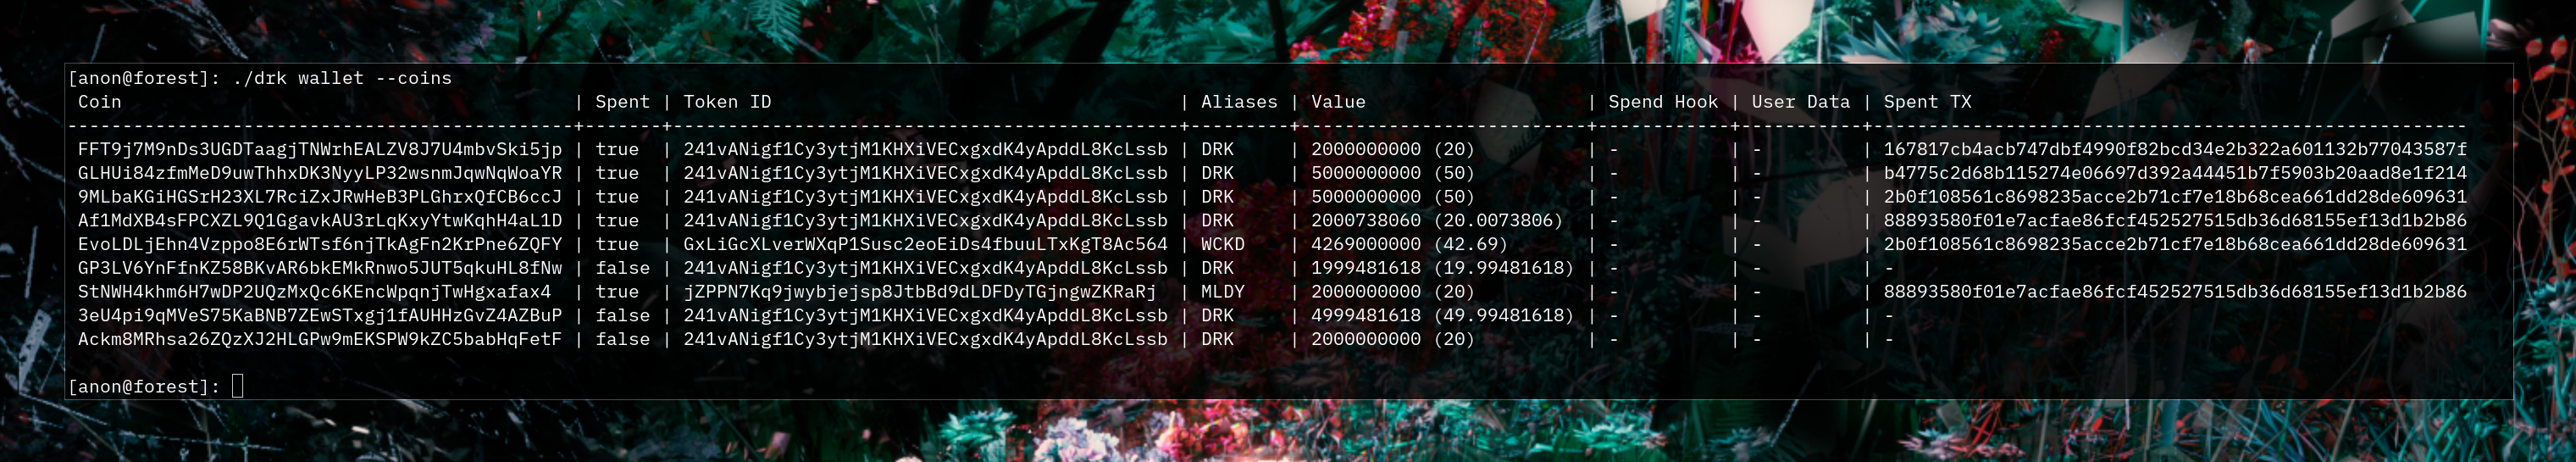 [anon@forest]: ./drk wallet --coins
 Coin                                         | Spent | Token ID                                     | Aliases | Value                    | Spend Hook | User Data | Spent TX
----------------------------------------------+-------+----------------------------------------------+---------+--------------------------+------------+-----------+------------------------------------------------------
 FFT9j7M9nDs3UGDTaagjTNWrhEALZV8J7U4mbvSki5jp | true  | 241vANigf1Cy3ytjM1KHXiVECxgxdK4yApddL8KcLssb | DRK     | 2000000000 (20)          | -          | -         | 167817cb4acb747dbf4990f82bcd34e2b322a601132b77043587f
 GLHUi84zfmMeD9uwThhxDK3NyyLP32wsnmJqwNqWoaYR | true  | 241vANigf1Cy3ytjM1KHXiVECxgxdK4yApddL8KcLssb | DRK     | 5000000000 (50)          | -          | -         | b4775c2d68b115274e06697d392a44451b7f5903b20aad8e1f214
 9MLbaKGiHGSrH23XL7RciZxJRwHeB3PLGhrxQfCB6ccJ | true  | 241vANigf1Cy3ytjM1KHXiVECxgxdK4yApddL8KcLssb | DRK     | 5000000000 (50)          | -          | -         | 2b0f108561c8698235acce2b71cf7e18b68cea661dd28de609631
 Af1MdXB4sFPCXZL9Q1GgavkAU3rLqKxyYtwKqhH4aL1D | true  | 241vANigf1Cy3ytjM1KHXiVECxgxdK4yApddL8KcLssb | DRK     | 2000738060 (20.0073806)  | -          | -         | 88893580f01e7acfae86fcf452527515db36d68155ef13d1b2b86
 EvoLDLjEhn4Vzppo8E6rWTsf6njTkAgFn2KrPne6ZQFY | true  | GxLiGcXLverWXqP1Susc2eoEiDs4fbuuLTxKgT8Ac564 | WCKD    | 4269000000 (42.69)       | -          | -         | 2b0f108561c8698235acce2b71cf7e18b68cea661dd28de609631
 GP3LV6YnFfnKZ58BKvAR6bkEMkRnwo5JUT5qkuHL8fNw | false | 241vANigf1Cy3ytjM1KHXiVECxgxdK4yApddL8KcLssb | DRK     | 1999481618 (19.99481618) | -          | -         | -
 StNWH4khm6H7wDP2UQzMxQc6KEncWpqnjTwHgxafax4  | true  | jZPPN7Kq9jwybjejsp8JtbBd9dLDFDyTGjngwZKRaRj  | MLDY    | 2000000000 (20)          | -          | -         | 88893580f01e7acfae86fcf452527515db36d68155ef13d1b2b86
 3eU4pi9qMVeS75KaBNB7ZEwSTxgj1fAUHHzGvZ4AZBuP | false | 241vANigf1Cy3ytjM1KHXiVECxgxdK4yApddL8KcLssb | DRK     | 4999481618 (49.99481618) | -          | -         | -
 Ackm8MRhsa26ZQzXJ2HLGPw9mEKSPW9kZC5babHqFetF | false | 241vANigf1Cy3ytjM1KHXiVECxgxdK4yApddL8KcLssb | DRK     | 2000000000 (20)          | -          | -         | -
[anon@forest]: